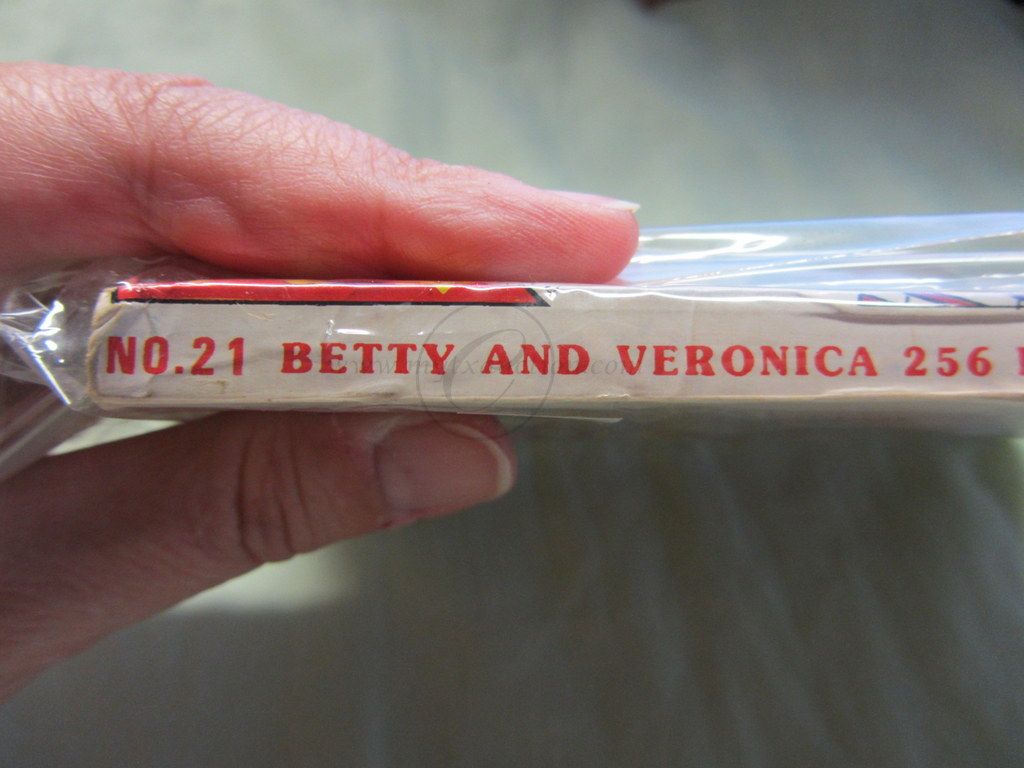 NO.21 BETTY AND VERONICA 256